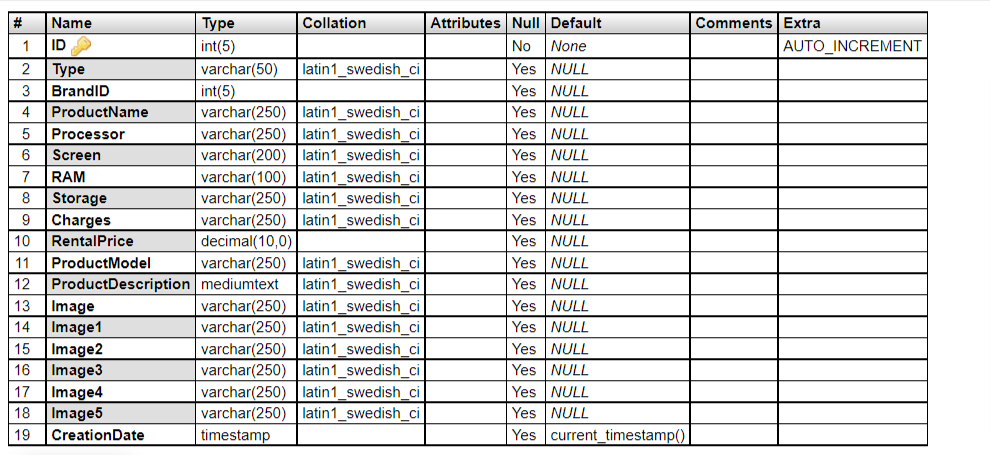 # Name Type Collation Attributes Null Default Comments Extra
1 ID int(5) No None AUTO_INCREMENT
2 Type varchar(50) latin1_swedish_ci Yes NULL
3 BrandID int(5) Yes NULL
4 ProductName varchar(250) latin1_swedish_ci Yes NULL
5 Processor varchar(250) latin1_swedish_ci Yes NULL
6 Screen varchar(200) latin1_swedish_ci Yes NULL
7 RAM varchar(100) latin1_swedish_ci Yes NULL
8 Storage varchar(250) latin1_swedish_ci Yes NULL
9 Charges varchar(250) latin1_swedish_ci Yes NULL
10 RentalPrice decimal(10,0) Yes NULL
11 ProductModel varchar(250) latin1_swedish_ci Yes NULL
12 ProductDescription mediumtext latin1_swedish_ci Yes NULL
13 Image varchar(250) latin1_swedish_ci Yes NULL
14 Image1 varchar(250) latin1_swedish_ci Yes NULL
15 Image2 varchar(250) latin1_swedish_ci Yes NULL
16 Image3 varchar(250) latin1_swedish_ci Yes NULL
17 Image4 varchar(250) latin1_swedish_ci Yes NULL
18 Image5 varchar(250) latin1_swedish_ci Yes NULL
19 CreationDate timestamp Yes current_timestamp()